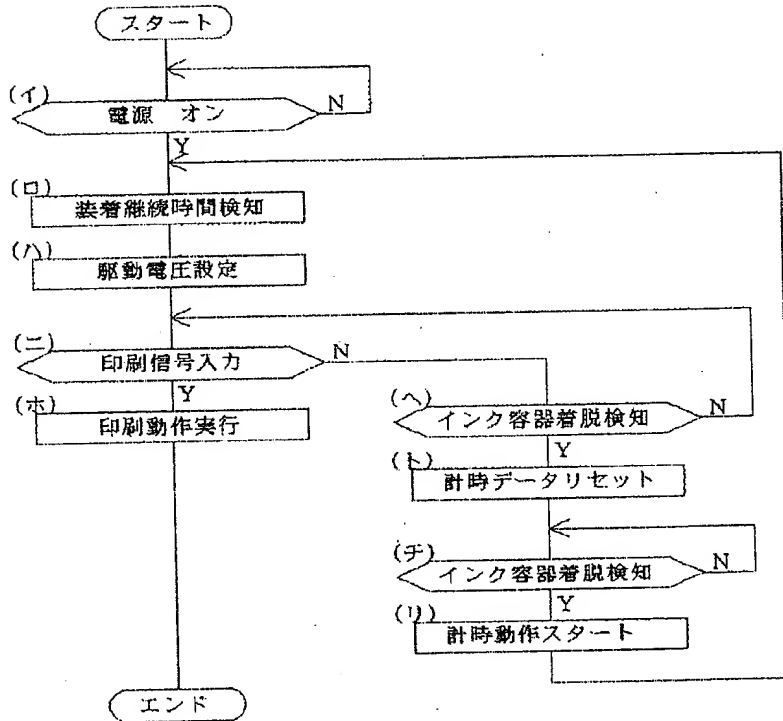 スタート
(イ)
電源 オン
N
Y
(ロ)
装着継続時間検知
(ハ)
駆動電圧設定
(ニ)
印刷信号入力
N
Y
(ホ)
印刷動作実行
(ヘ)
インク容器着脱検知
N
Y
(ト)
計時データリセット
(チ)
インク容器着脱検知
N
Y
(リ)
計時動作スタート
エンド